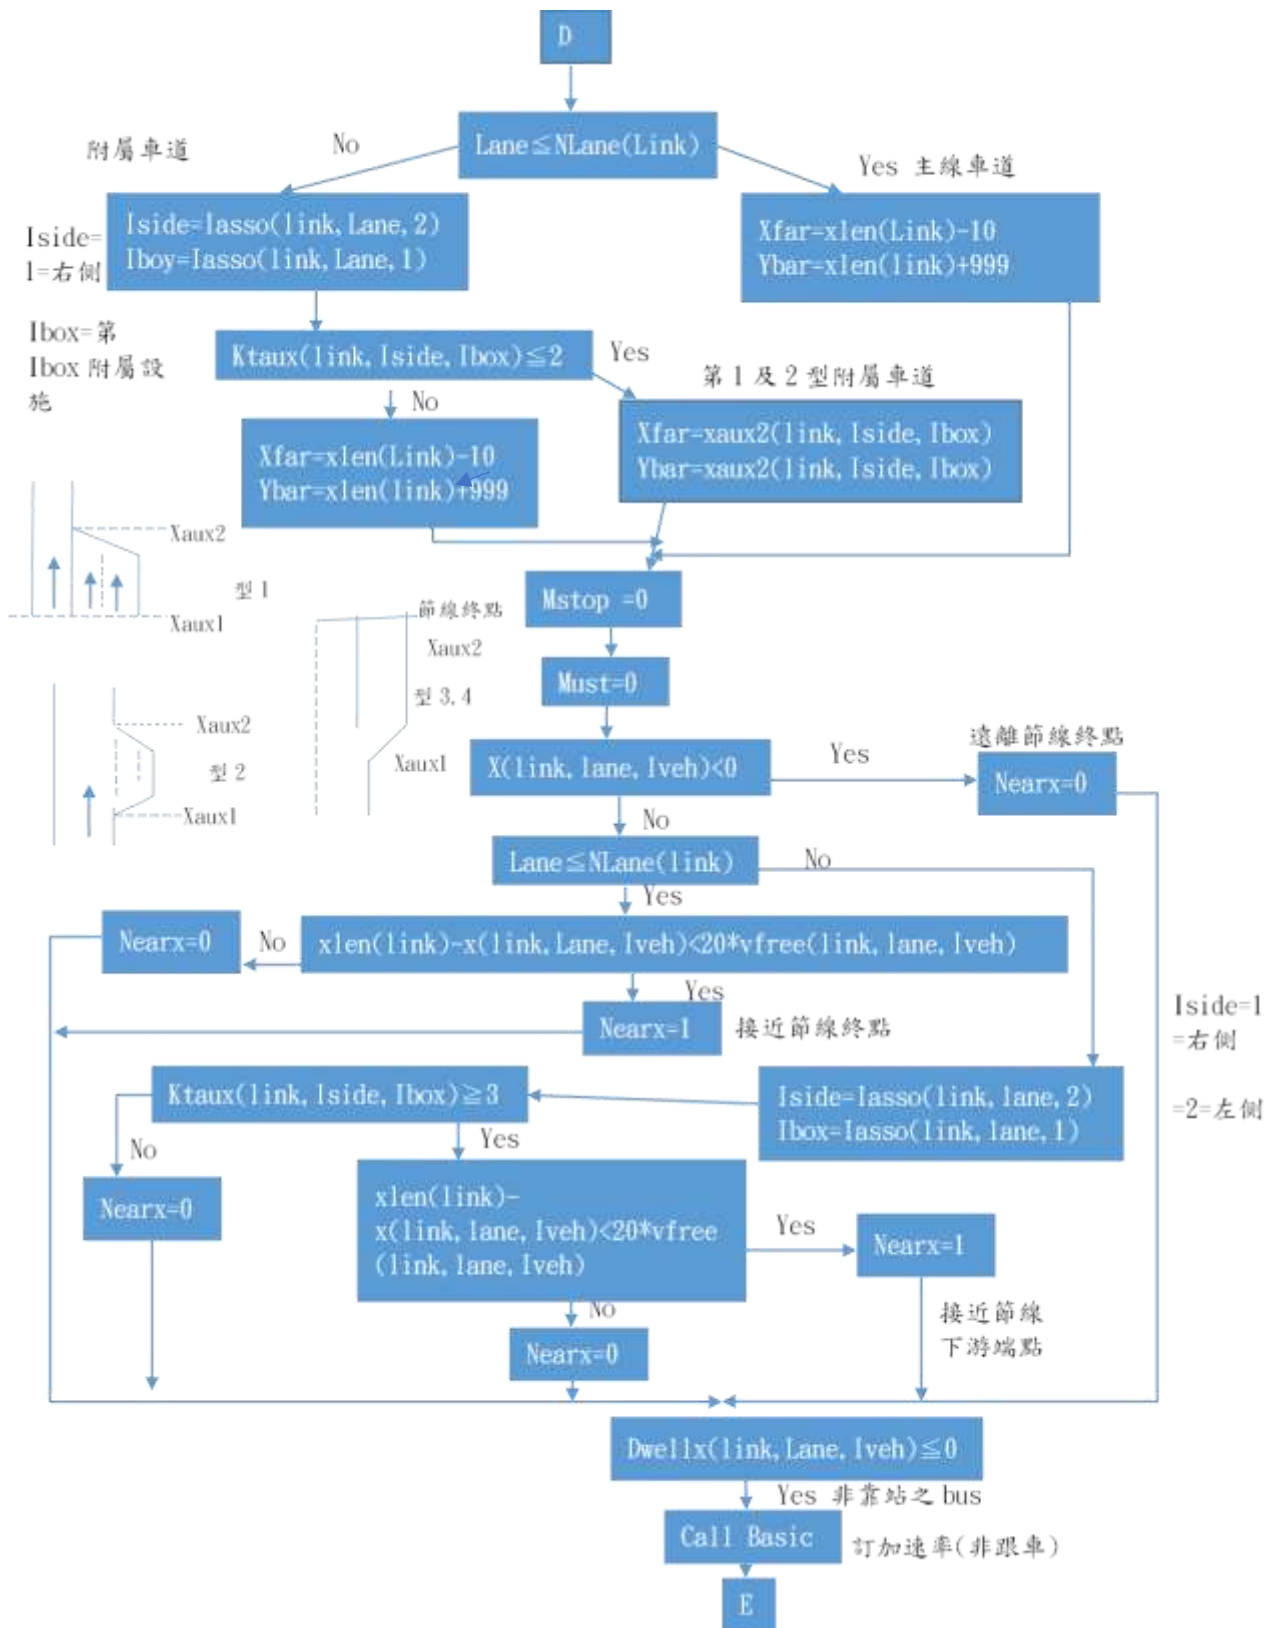 D
Lane≦NLane(Link)
附屬車道
No
Yes 主線車道
Iside=Iasso(link,Lane,2)
Iboy=Iasso(link,Lane,1)
Iside=
1=右側
Xfar=xlen(Link)-10
Ybar=xlen(link)+999
Ibox=第
Ibox 附屬設
施
Ktaux(link,Iside,Ibox)≦2
Yes
第 1 及 2 型附屬車道
No
Xfar=xlen(Link)-10
Ybar=xlen(link)+999
Xfar=xaux2(link,Iside,Ibox)
Ybar=xaux2(link,Iside,Ibox)
Xaux2
型 1
Xaux1
節線終點
Xaux2
型 3.4
Xaux1
Xaux2
型 2
Xaux1
Mstop =0
Must=0
X(link,lane,Iveh)<0
Yes
遠離節線終點
Nearx=0
No
Lane≦NLane(link)
No
Yes
Nearx=0
No
xlen(link)-x(link,Lane,Iveh)<20*vfree(link,lane,Iveh)
Yes
Nearx=1
接近節線終點
Iside=1
=右側
=2=左側
Ktaux(link,Iside,Ibox)≧3
Iside=Iasso(link,lane,2)
Ibox=Iasso(link,lane,1)
No
Yes
Nearx=0
xlen(link)-
x(link,lane,Iveh)<20*vfree
(link,lane,Iveh)
Yes
Nearx=1
No
接近節線
下游端點
Nearx=0
Dwellx(link,Lane,Iveh)≦0
Yes 非靠站之 bus
Call Basic
訂加速率(非跟車)
E